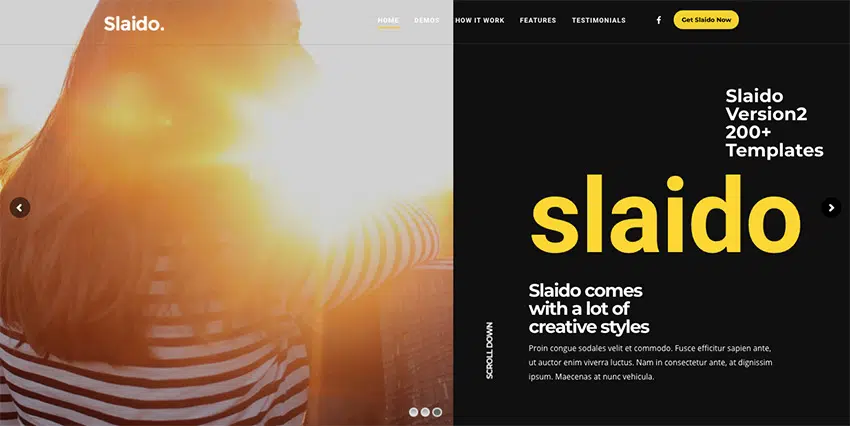 Slaido.
HOME DEMOS HOW IT WORK FEATURES TESTIMONIALS f Get Slaido Now
Slaido
Version2
200+
Templates
slaido
Slaido comes
with a lot of
creative styles
SCROLL DOWN
Proin congue sodales velit et commodo. Fusce efficitur sapien ante,
ut auctor enim viverra luctus. Nam in consectetur ante, at dignissim
ipsum. Maecenas at nunc vehicula.